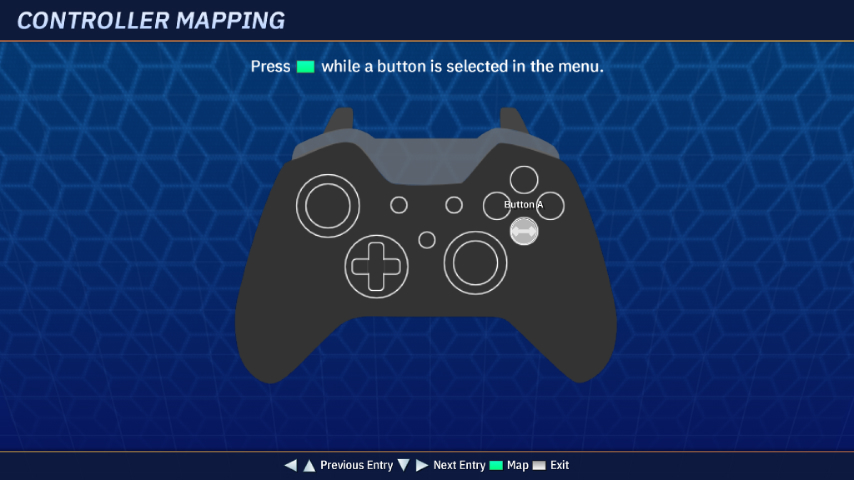 CONTROLLER MAPPING
Press while a button is selected in the menu.
Button A
Previous Entry Next Entry Map Exit